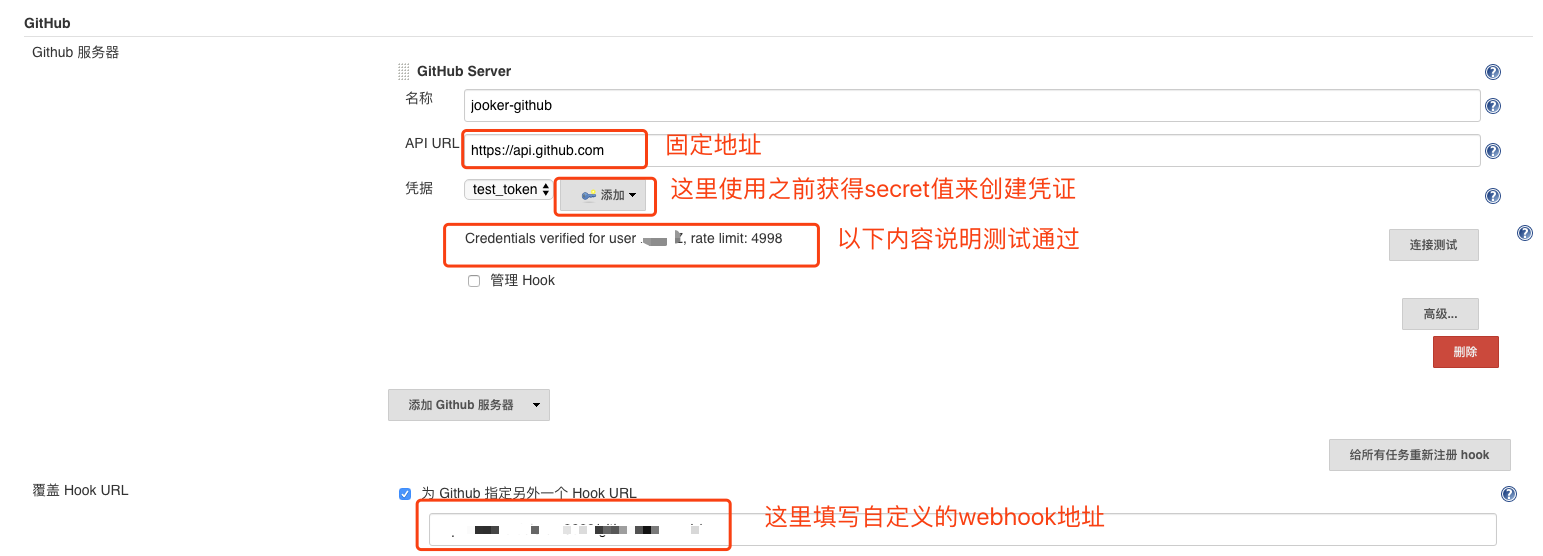 GitHub
Github 服务器
GitHub Server
名称
jooker-github
API URL
https://api.github.com
固定地址
凭据
test_token
添加
这里使用之前获得secret值来创建凭证
Credentials verified for user , rate limit: 4998
以下内容说明测试通过
连接测试
管理 Hook
高级...
删除
添加 Github 服务器
给所有任务重新注册 hook
覆盖 Hook URL
为 Github 指定另外一个 Hook URL
这里填写自定义的webhook地址